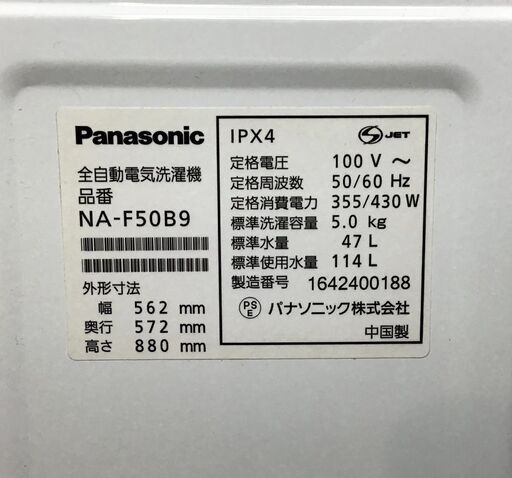 Panasonic
全自動電気洗濯機
品番
NA-F50B9
外形寸法
幅 562 mm
奥行 572 mm
高さ 880 mm
IPX4
S JET
定格電圧 100 V ～
定格周波数 50/60 Hz
定格消費電力 355/430 W
標準洗濯容量 5.0 kg
標準水量 47 L
標準使用水量 114 L
製造番号 1642400188
PSE パナソニック株式会社
中国製